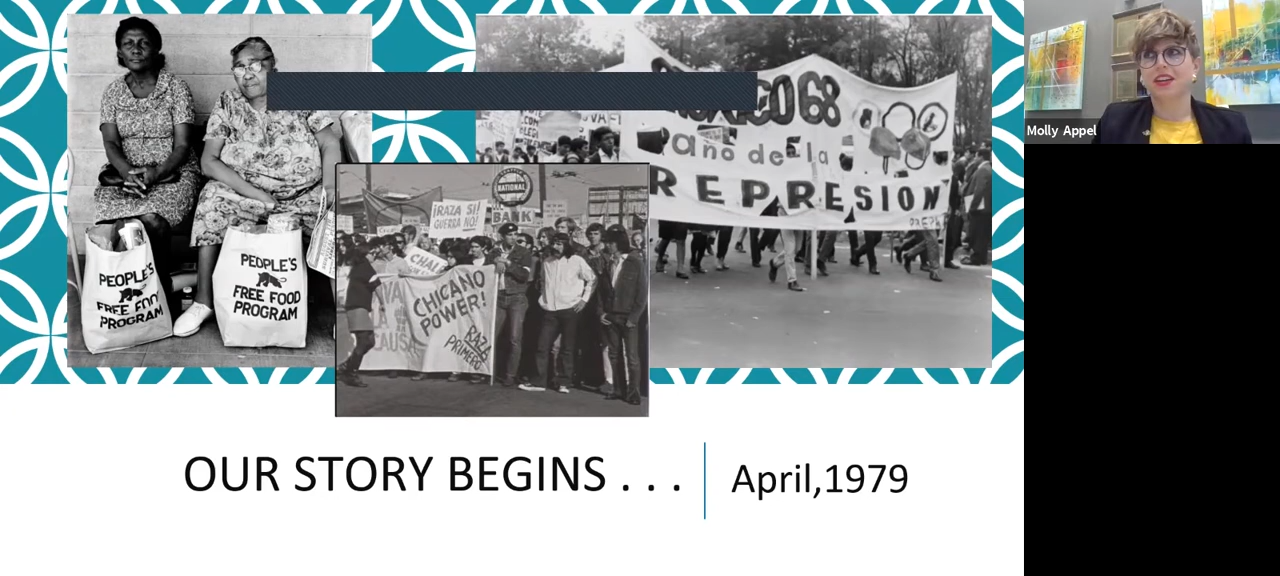 PEOPLE'S
FREE FOOD
PROGRAM
PEOPLE'S
FREE FOOD
PROGRAM
68
año de la
REPRESION
NATIONAL
BANK
¡RAZA SI!
GUERRA NO!
CHICANO
POWER!
RAZA
PRIMERO
CAUSA
OUR STORY BEGINS . . .
April,1979
Molly Appel